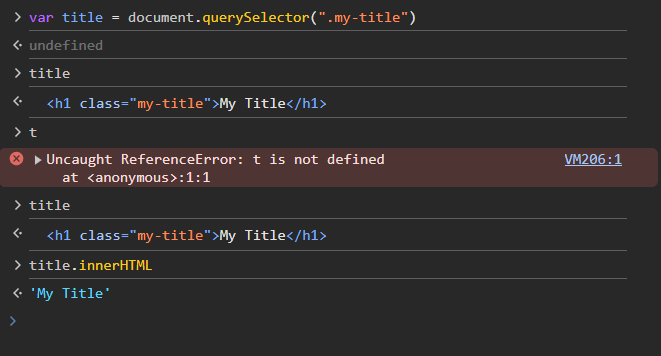 var title = document.querySelector(".my-title")
undefined
title
<h1 class="my-title">My Title</h1>
t
Uncaught ReferenceError: t is not defined VM206:1
at <anonymous>:1:1
title
<h1 class="my-title">My Title</h1>
title.innerHTML
'My Title'